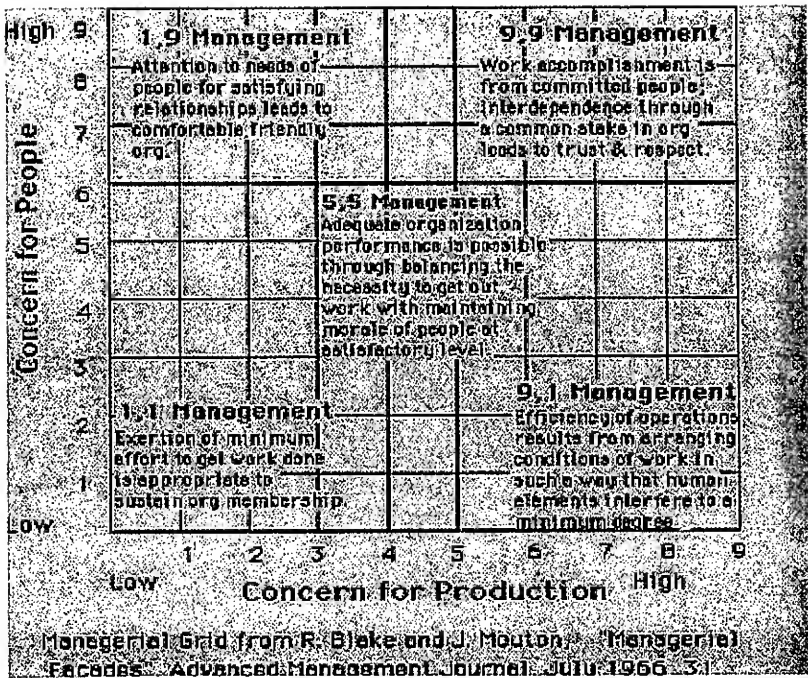 High 9
8
7
6
5
4
3
2
1
Low
Concern for People
1,9 Management
Attention to needs of
people for satisfying
relationships leads to
comfortable friendly
org.
9,9 Management
Work accomplishment is
from committed people;
interdependence through
a common stake in org
leads to trust & respect.
5,5 Management
Adequate organization
performance is possible
through balancing the
necessity to get out
work with maintaining
morale of people at
satisfactory level.
1,1 Management
Exertion of minimum
effort to get work done
is appropriate to
sustain org membership.
9,1 Management
Efficiency of operations
results from arranging
conditions of work in
such a way that human
elements interfere to a
minimum degree.
1 2 3 4 5 6 7 8 9
Low Concern for Production High
Managerial Grid from R. Blake and J. Mouton, "Managerial
Facades" Advanced Management Journal, July 1966, 31